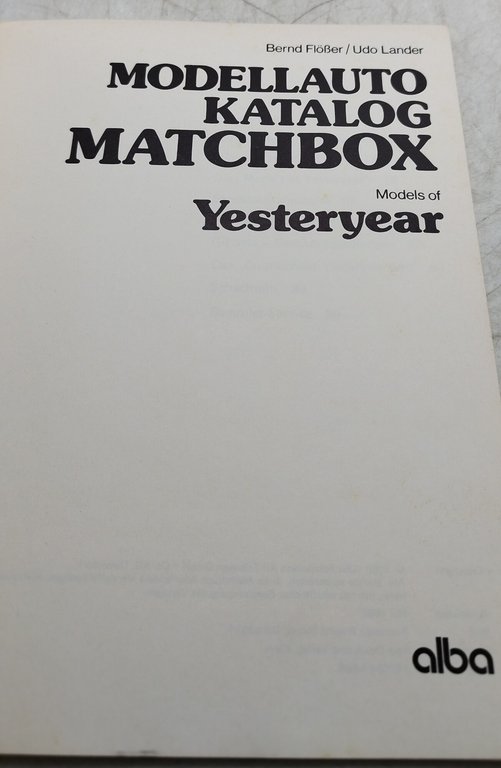 Bernd Flößer / Udo Lander
MODELLAUTO
KATALOG
MATCHBOX
Models of
Yesteryear
alba